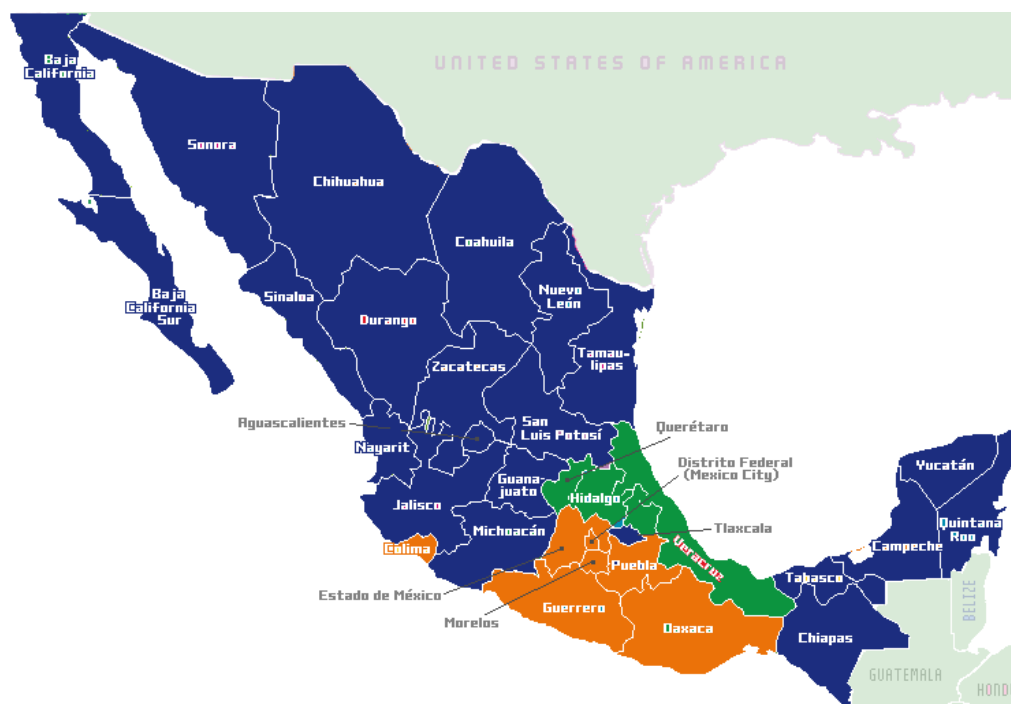 UNITED STATES OF AMERICA
Baja
California
Sonora
Chihuahua
Coahuila
Baja
California
Sur
Sinaloa
Nuevo
León
Durango
Tamau-
lipas
Zacatecas
Aguascalientes
San
Luis Potosí
Querétaro
Nayarit
Distrito Federal
(Mexico City)
Yucatán
Guana-
juato
Hidalgo
Jalisco
Michoacán
Tlaxcala
Quintana
Roo
Campeche
Colima
Veracruz
Puebla
Tabasco
Estado de México
Guerrero
Morelos
Oaxaca
Chiapas
BELIZE
GUATEMALA
HOND